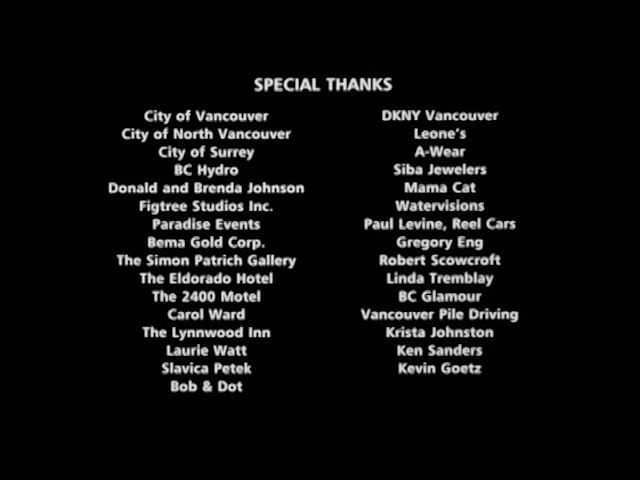 SPECIAL THANKS
City of Vancouver
City of North Vancouver
City of Surrey
BC Hydro
Donald and Brenda Johnson
Figtree Studios Inc.
Paradise Events
Bema Gold Corp.
The Simon Patrich Gallery
The Eldorado Hotel
The 2400 Motel
Carol Ward
The Lynnwood Inn
Laurie Watt
Slavica Petek
Bob & Dot
DKNY Vancouver
Leone's
A-Wear
Siba Jewelers
Mama Cat
Watervisions
Paul Levine, Reel Cars
Gregory Eng
Robert Scowcroft
Linda Tremblay
BC Glamour
Vancouver Pile Driving
Krista Johnston
Ken Sanders
Kevin Goetz